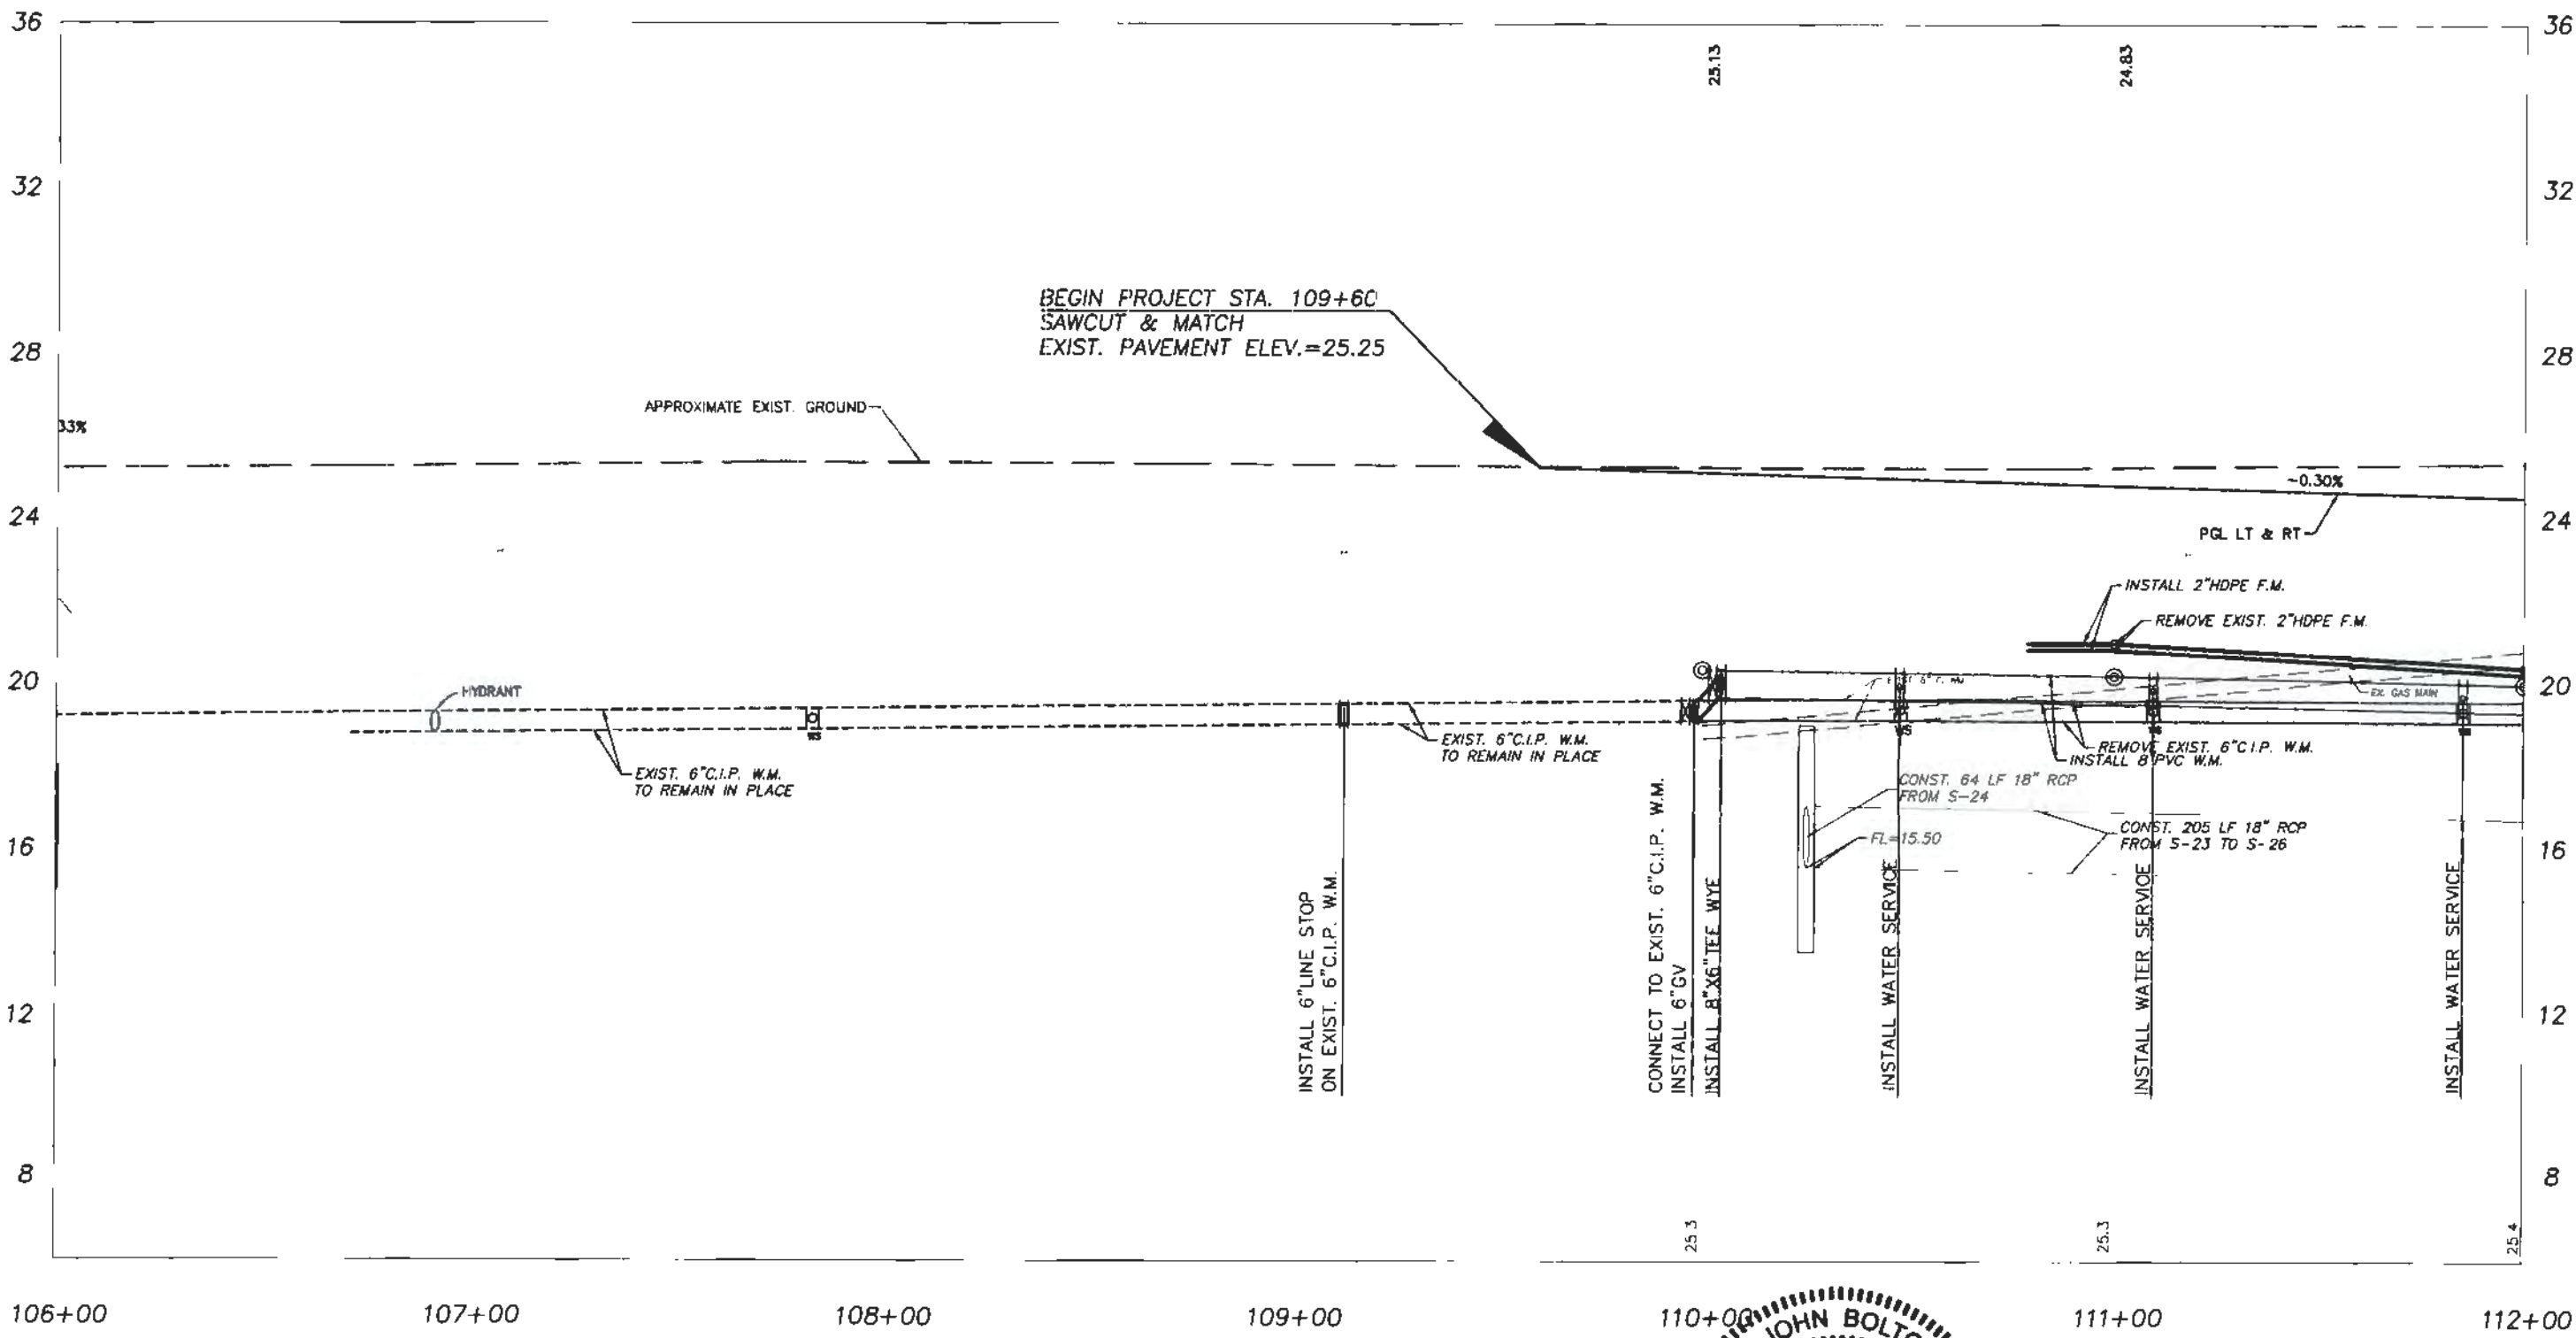 36
36
25.13
24.83
32
32
BEGIN PROJECT STA. 109+60
SAWCUT & MATCH
EXIST. PAVEMENT ELEV.=25.25
28
28
APPROXIMATE EXIST. GROUND
33%
-0.30%
24
24
PGL LT & RT
INSTALL 2"HDPE F.M.
REMOVE EXIST. 2"HDPE F.M.
20
20
HYDRANT
EX. GAS MAIN
WS
WS
EXIST. 6"C.I.P. W.M.
TO REMAIN IN PLACE
EXIST. 6"C.I.P. W.M.
TO REMAIN IN PLACE
REMOVE EXIST. 6"C.I.P. W.M.
INSTALL 8"PVC W.M.
CONST. 64 LF 18" RCP
FROM S-24
FL=15.50
CONST. 205 LF 18" RCP
FROM S-23 TO S-26
16
16
INSTALL 6"LINE STOP
ON EXIST. 6"C.I.P. W.M.
CONNECT TO EXIST. 6"C.I.P. W.M.
INSTALL 6"GV
INSTALL 8"X6"TEE WYE
INSTALL WATER SERVICE
INSTALL WATER SERVICE
INSTALL WATER SERVICE
12
12
8
8
25.3
25.3
25.4
106+00
107+00
108+00
109+00
110+00
111+00
112+00
JOHN